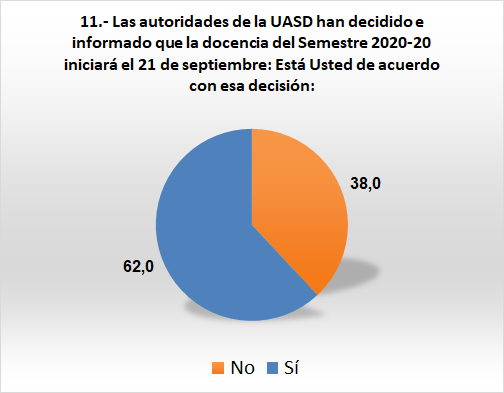 11.- Las autoridades de la UASD han decidido e
informado que la docencia del Semestre 2020-20
iniciará el 21 de septiembre: Está Usted de acuerdo
con esa decisión:
38,0
62,0
No Sí